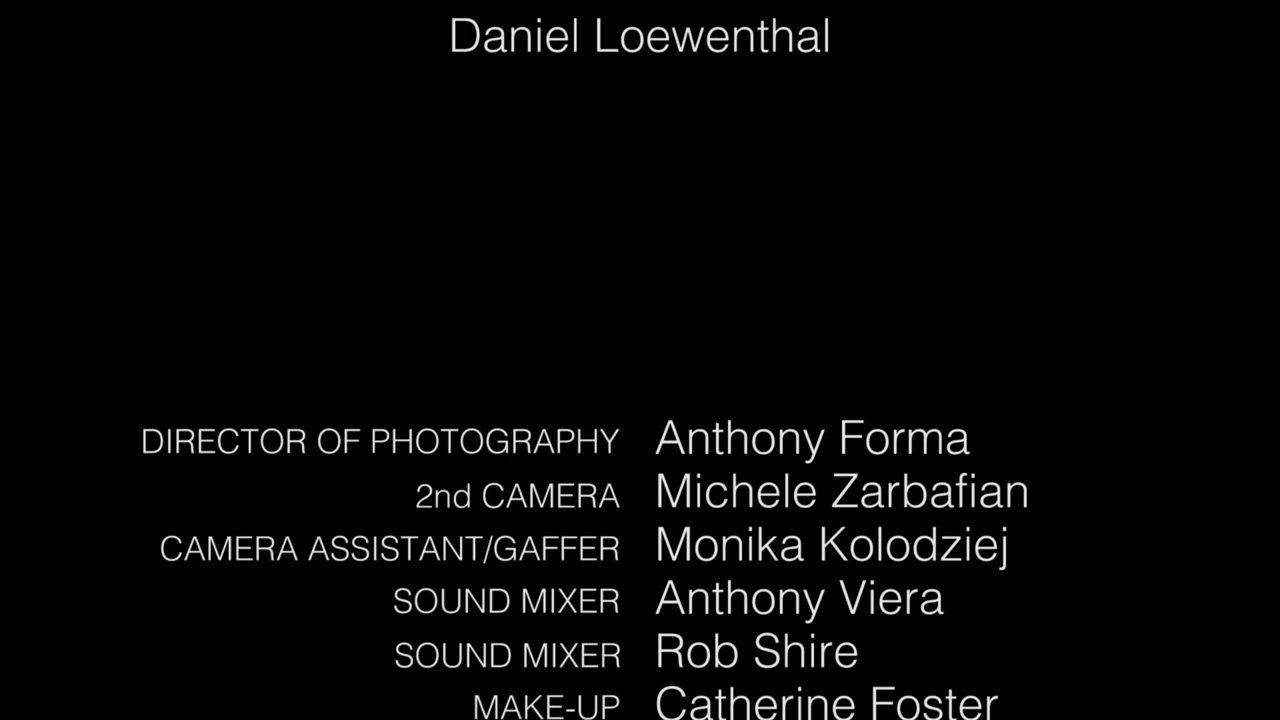 Daniel Loewenthal
DIRECTOR OF PHOTOGRAPHY Anthony Forma
2nd CAMERA Michele Zarbafian
CAMERA ASSISTANT/GAFFER Monika Kolodziej
SOUND MIXER Anthony Viera
SOUND MIXER Rob Shire
MAKE-UP Catherine Foster